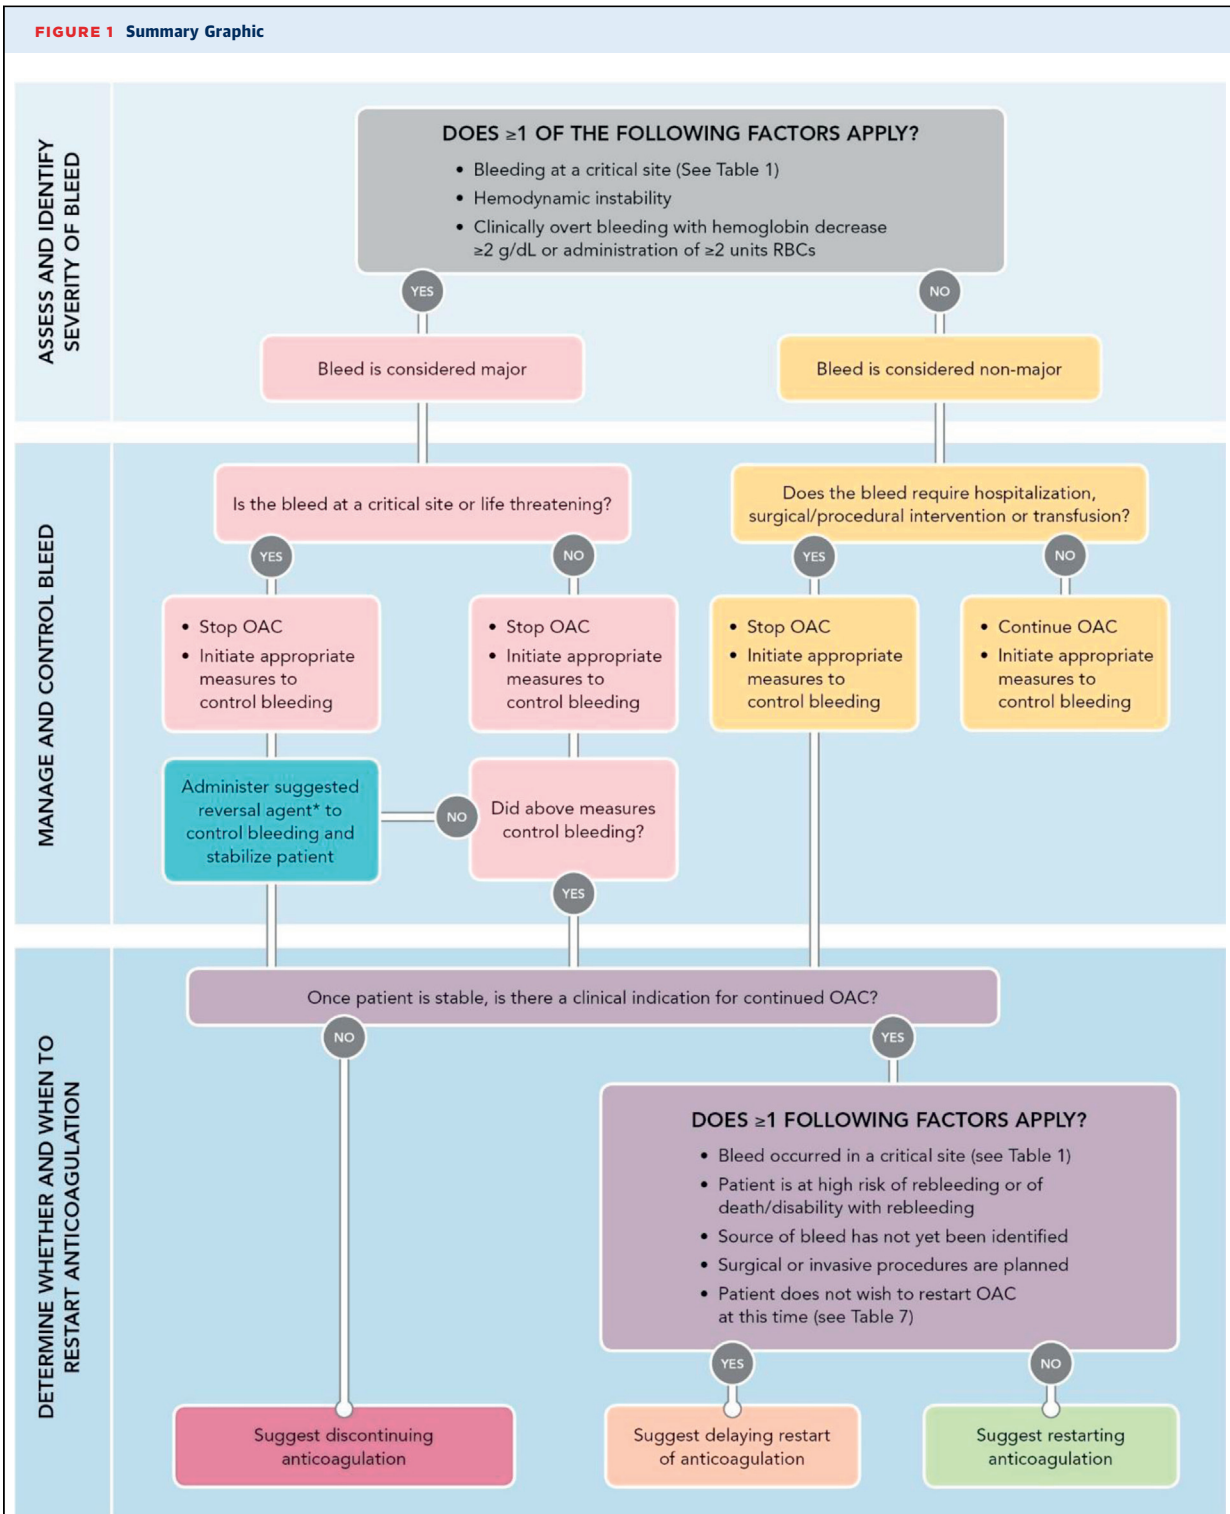 FIGURE 1 Summary Graphic
ASSESS AND IDENTIFY
SEVERITY OF BLEED
DOES ≥1 OF THE FOLLOWING FACTORS APPLY?
• Bleeding at a critical site (See Table 1)
• Hemodynamic instability
• Clinically overt bleeding with hemoglobin decrease
≥2 g/dL or administration of ≥2 units RBCs
YES
NO
Bleed is considered major
Bleed is considered non-major
MANAGE AND CONTROL BLEED
Is the bleed at a critical site or life threatening?
YES
NO
Does the bleed require hospitalization,
surgical/procedural intervention or transfusion?
YES
NO
• Stop OAC
• Initiate appropriate
measures to
control bleeding
• Stop OAC
• Initiate appropriate
measures to
control bleeding
• Stop OAC
• Initiate appropriate
measures to
control bleeding
• Continue OAC
• Initiate appropriate
measures to
control bleeding
Administer suggested
reversal agent* to
control bleeding and
stabilize patient
NO
Did above measures
control bleeding?
YES
DETERMINE WHETHER AND WHEN TO
RESTART ANTICOAGULATION
Once patient is stable, is there a clinical indication for continued OAC?
NO
YES
DOES ≥1 FOLLOWING FACTORS APPLY?
• Bleed occurred in a critical site (see Table 1)
• Patient is at high risk of rebleeding or of
death/disability with rebleeding
• Source of bleed has not yet been identified
• Surgical or invasive procedures are planned
• Patient does not wish to restart OAC
at this time (see Table 7)
YES
NO
Suggest discontinuing
anticoagulation
Suggest delaying restart
of anticoagulation
Suggest restarting
anticoagulation